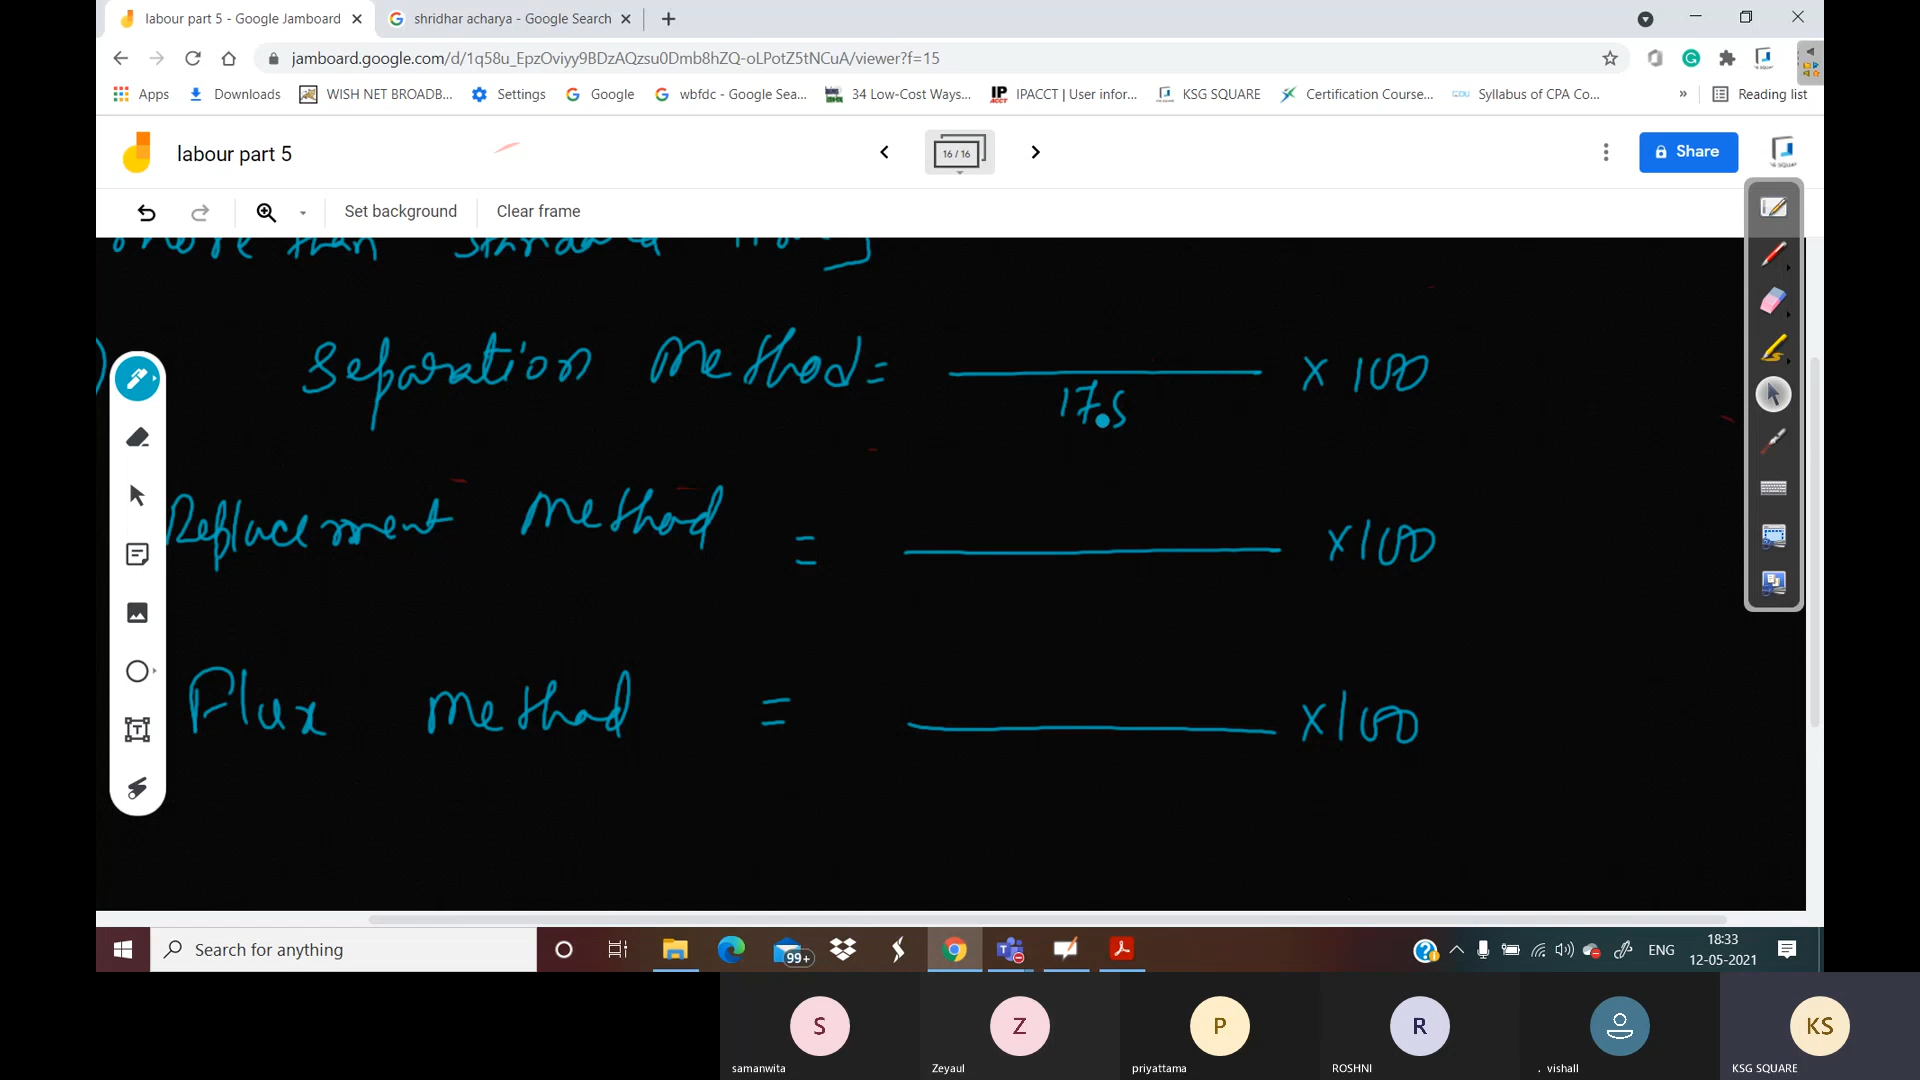 labour part 5 - Google Jamboard
shridhar acharya - Google Search
jamboard.google.com/d/1q58u_EpzOviyy9BDzAQzsu0Dmb8hZQ-oLPotZ5tNCuA/viewer?f=15
Apps Downloads WISH NET BROADB... Settings Google wbfdc - Google Sea... 34 Low-Cost Ways... IPACCT | User infor... KSG SQUARE Certification Course... Syllabus of CPA Co... » Reading list
labour part 5
16 / 16
Share
Set background Clear frame
more than standard
Separation Method = × 100
17.5
Replacement Method = ×100
Flux Method = ×100
Search for anything
99+
ENG
18:33
12-05-2021
S Z P R KS
samanwita Zeyaul priyattama ROSHNI . vishall KSG SQUARE